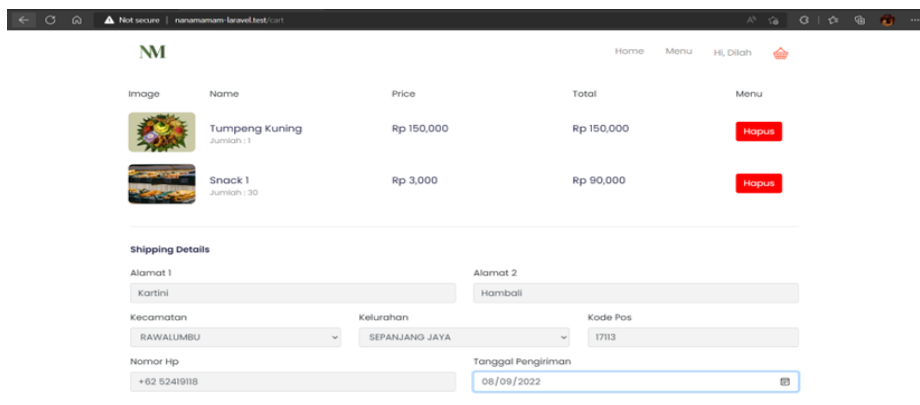 Not secure | nanamamam-laravel.test/cart
NM
Home Menu Hi, Dilah
Image Name Price Total Menu
Tumpeng Kuning Rp 150,000 Rp 150,000 Hapus
Jumlah : 1
Snack 1 Rp 3,000 Rp 90,000 Hapus
Jumlah : 30
Shipping Details
Alamat 1 Alamat 2
Kartini Hambali
Kecamatan Kelurahan Kode Pos
RAWALUMBU SEPANJANG JAYA 17113
Nomor Hp Tanggal Pengiriman
+62 52419118 08/09/2022